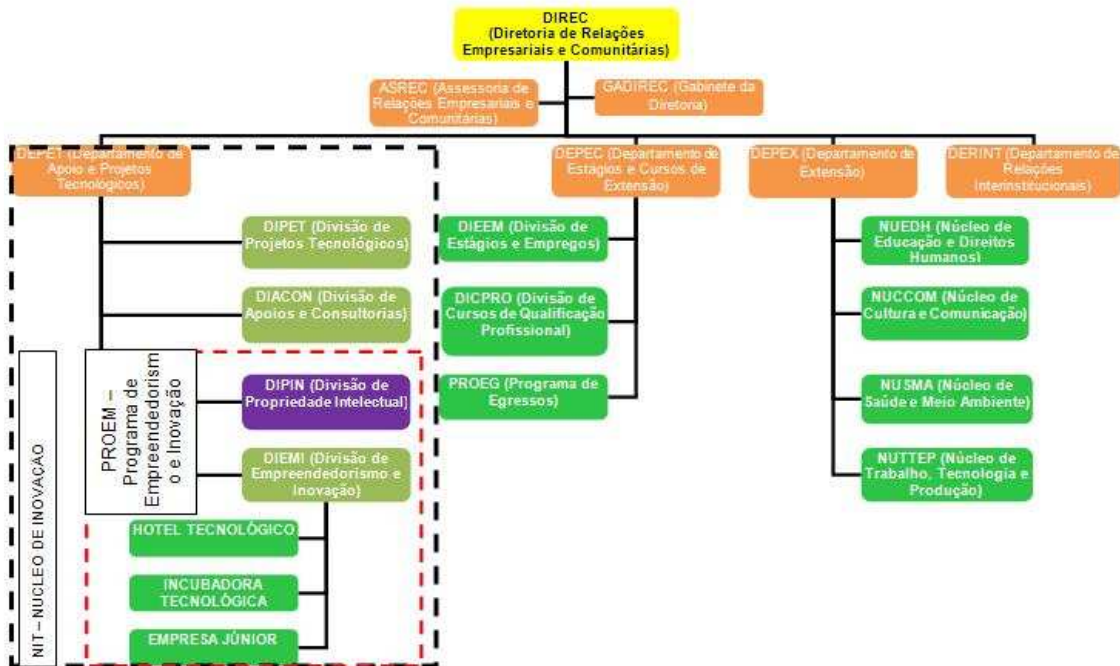 DIREC
(Diretoria de Relações
Empresariais e Comunitárias)
ASREC (Assessoria de
Relações Empresariais e
Comunitárias)
GADIREC (Gabinete da
Diretoria)
DEPET (Departamento de
Apoio e Projetos
Tecnológicos)
DEPEC (Departamento de
Estágios e Cursos de
Extensão)
DEPEX (Departamento de
Extensão)
DERINT (Departamento de
Relações
Interinstitucionais)
DIPET (Divisão de
Projetos Tecnológicos)
DIACON (Divisão de
Apoios e Consultorias)
PROEM –
Programa de
Empreendedorism
o e Inovação
DIPIN (Divisão de
Propriedade Intelectual)
DIEMI (Divisão de
Empreendedorismo e
Inovação)
HOTEL TECNOLÓGICO
INCUBADORA
TECNOLÓGICA
EMPRESA JÚNIOR
NIT – NUCLEO DE INOVAÇÃO
DIEEM (Divisão de
Estágios e Empregos)
DICPRO (Divisão de
Cursos de Qualificação
Profissional)
PROEG (Programa de
Egressos)
NUEDH (Núcleo de
Educação e Direitos
Humanos)
NUCCOM (Núcleo de
Cultura e Comunicação)
NUSMA (Núcleo de
Saúde e Meio Ambiente)
NUTTEP (Núcleo de
Trabalho, Tecnologia e
Produção)